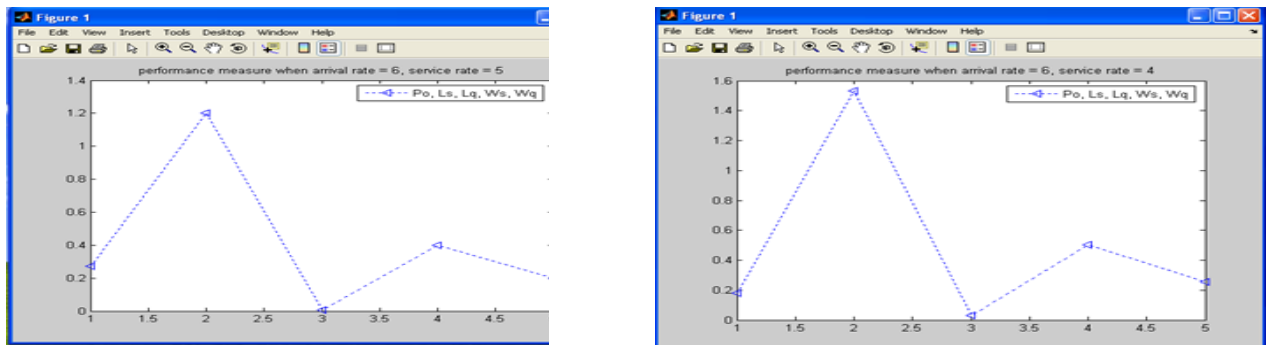 Figure 1
File Edit View Insert Tools Desktop Window Help
performance measure when arrival rate = 6, service rate = 5
Po, Ls, Lq, Ws, Wq
1.4
1.2
1
0.8
0.6
0.4
0.2
0
1 1.5 2 2.5 3 3.5 4 4.5
Figure 1
File Edit View Insert Tools Desktop Window Help
performance measure when arrival rate = 6, service rate = 4
Po, Ls, Lq, Ws, Wq
1.6
1.4
1.2
1
0.8
0.6
0.4
0.2
0
1 1.5 2 2.5 3 3.5 4 4.5 5